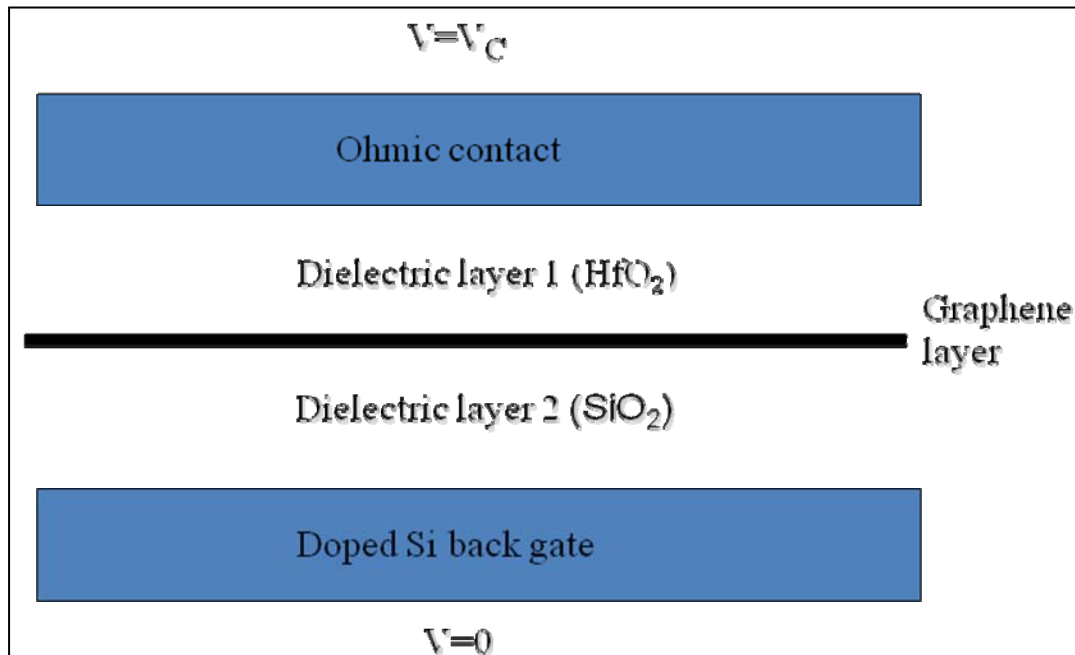 V=V_C
Ohmic contact
Dielectric layer 1 (HfO₂)
Graphene
layer
Dielectric layer 2 (SiO₂)
Doped Si back gate
V=0